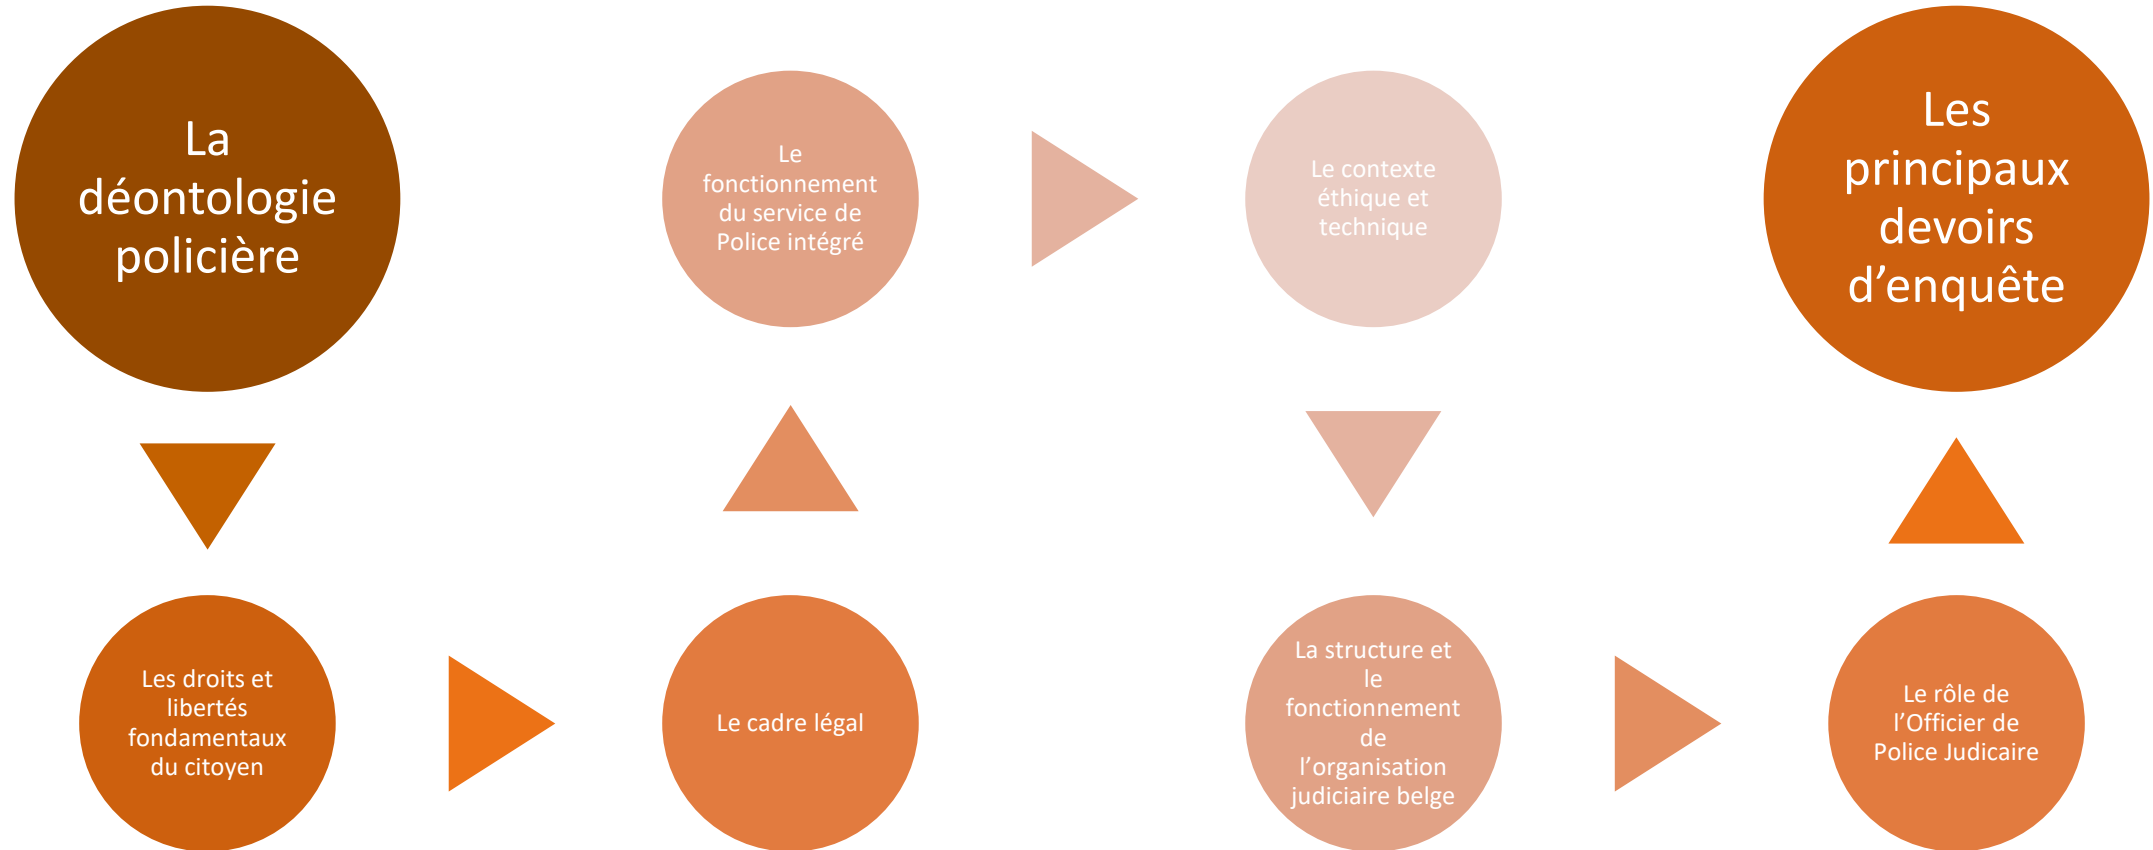 La
déontologie
policière
Les droits et
libertés
fondamentaux
du citoyen
Le cadre légal
Le
fonctionnement
du service de
Police intégré
Le contexte
éthique et
technique
La structure et
le
fonctionnement
de
l’organisation
judiciaire belge
Le rôle de
l’Officier de
Police Judicaire
Les
principaux
devoirs
d’enquête